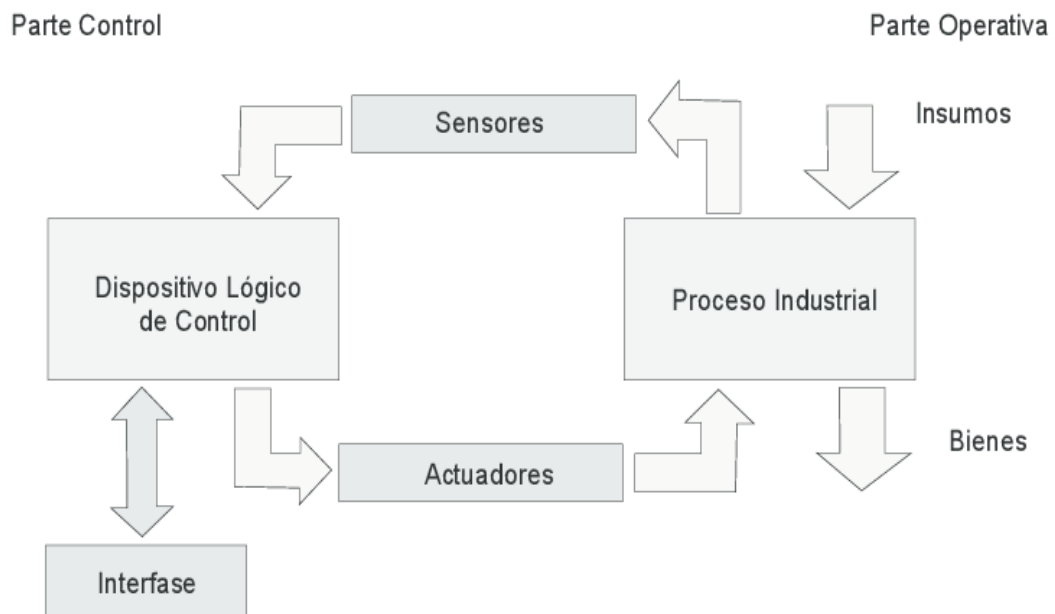 Parte Control
Parte Operativa
Sensores
Insumos
Dispositivo Lógico
de Control
Proceso Industrial
Bienes
Actuadores
Interfase